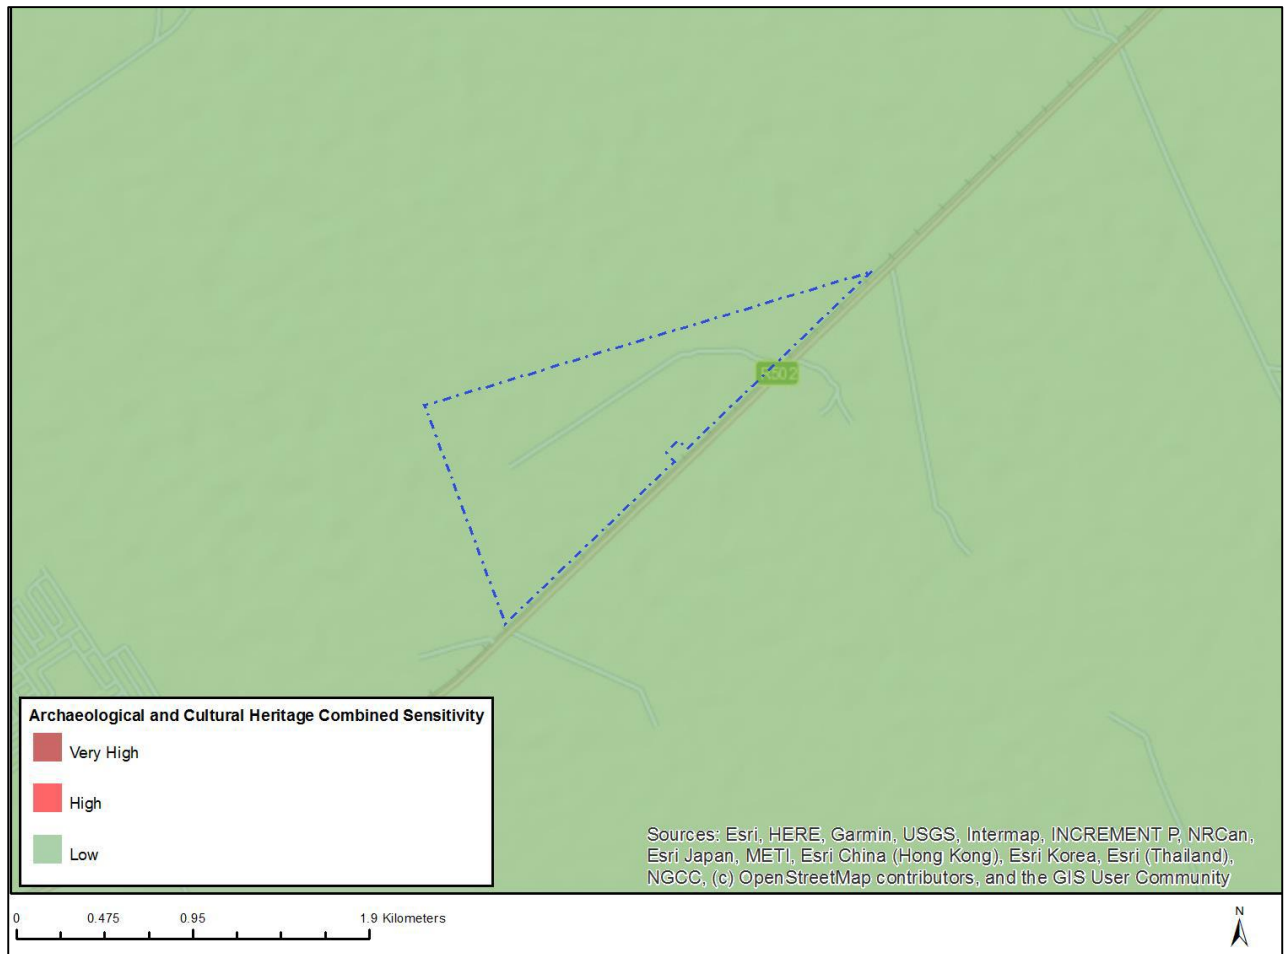 R502
Archaeological and Cultural Heritage Combined Sensitivity
Very High
High
Low
Sources: Esri, HERE, Garmin, USGS, Intermap, INCREMENT P, NRCan,
Esri Japan, METI, Esri China (Hong Kong), Esri Korea, Esri (Thailand),
NGCC, (c) OpenStreetMap contributors, and the GIS User Community
0 0.475 0.95 1.9 Kilometers
N